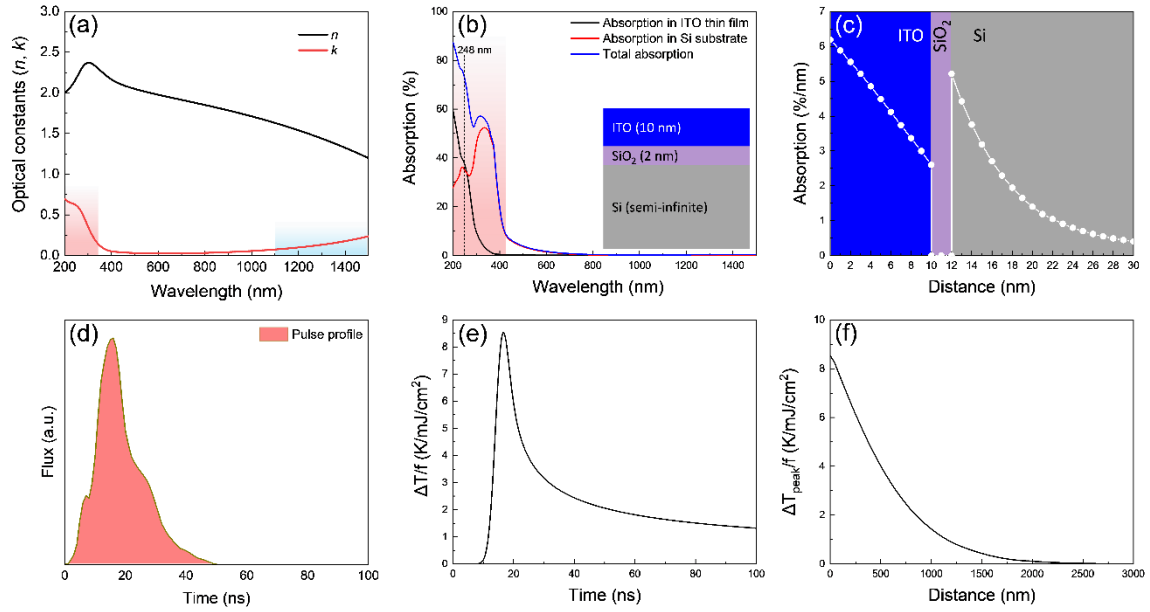 (a)
n
k
Optical constants (n, k)
3.0
2.5
2.0
1.5
1.0
0.5
0.0
200 400 600 800 1000 1200 1400
Wavelength (nm)
(b)
Absorption in ITO thin film
Absorption in Si substrate
Total absorption
248 nm
ITO (10 nm)
SiO₂ (2 nm)
Si (semi-infinite)
Absorption (%)
100
80
60
40
20
0
200 400 600 800 1000 1200 1400
Wavelength (nm)
(c)
ITO
SiO₂
Si
Absorption (%/nm)
7
6
5
4
3
2
1
0
0 2 4 6 8 10 12 14 16 18 20 22 24 26 28 30
Distance (nm)
(d)
Pulse profile
Flux (a.u.)
0 20 40 60 80 100
Time (ns)
(e)
ΔT/f (K/mJ/cm²)
9
8
7
6
5
4
3
2
1
0
0 20 40 60 80 100
Time (ns)
(f)
ΔTpeak/f (K/mJ/cm²)
10
8
6
4
2
0
0 500 1000 1500 2000 2500 3000
Distance (nm)